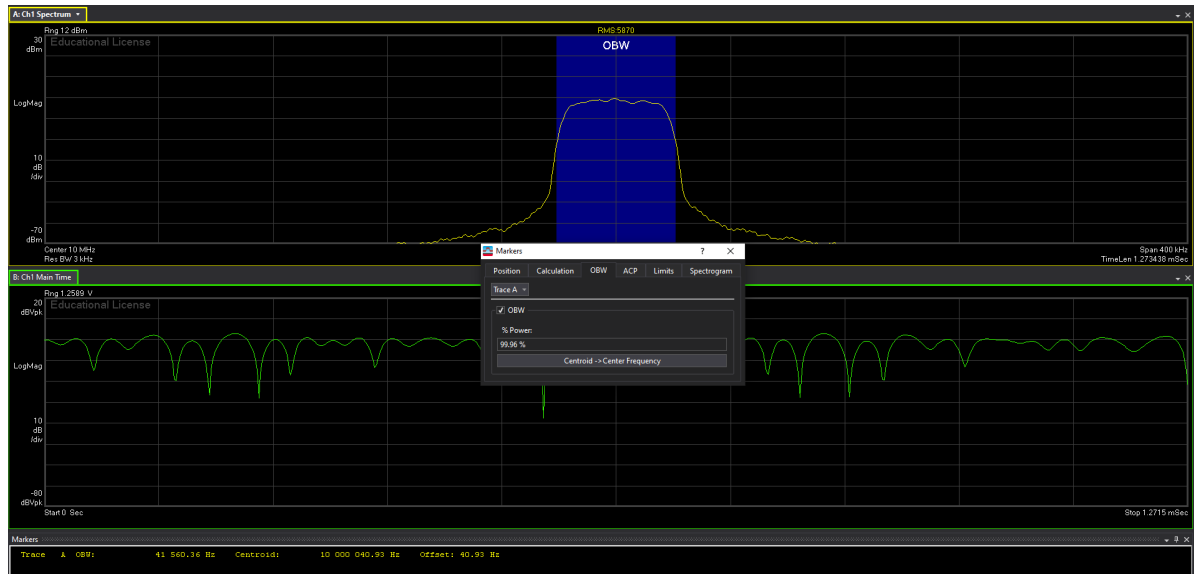 A: Ch1 Spectrum
Rng 12 dBm
RMS:5870
30
dBm
Educational License
OBW
LogMag
10
dB
/div
-70
dBm
Center 10 MHz
Span 400 kHz
Res BW 3 kHz
TimeLen 1.273438 mSec
Markers
Position Calculation OBW ACP Limits Spectrogram
Trace A
OBW
% Power:
99.96 %
Centroid -> Center Frequency
B: Ch1 Main Time
Rng 1.2589 V
20
dBVpk
Educational License
LogMag
10
dB
/div
-80
dBVpk
Start 0 Sec
Stop 1.2715 mSec
Markers
Trace A OBW: 41 560.36 Hz Centroid: 10 000 040.93 Hz Offset: 40.93 Hz